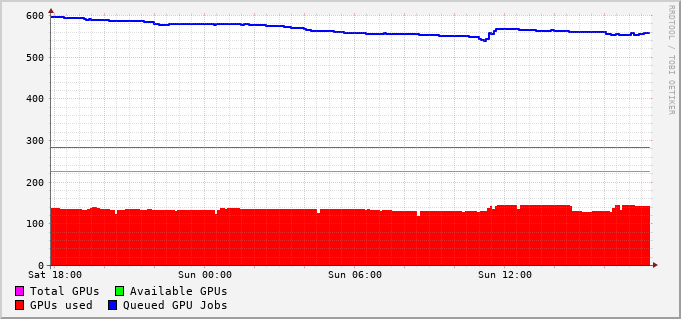 600
500
400
300
200
100
0
Sat 18:00 Sun 00:00 Sun 06:00 Sun 12:00
Total GPUs Available GPUs
GPUs used Queued GPU Jobs
RRDTOOL / TOBI OETIKER